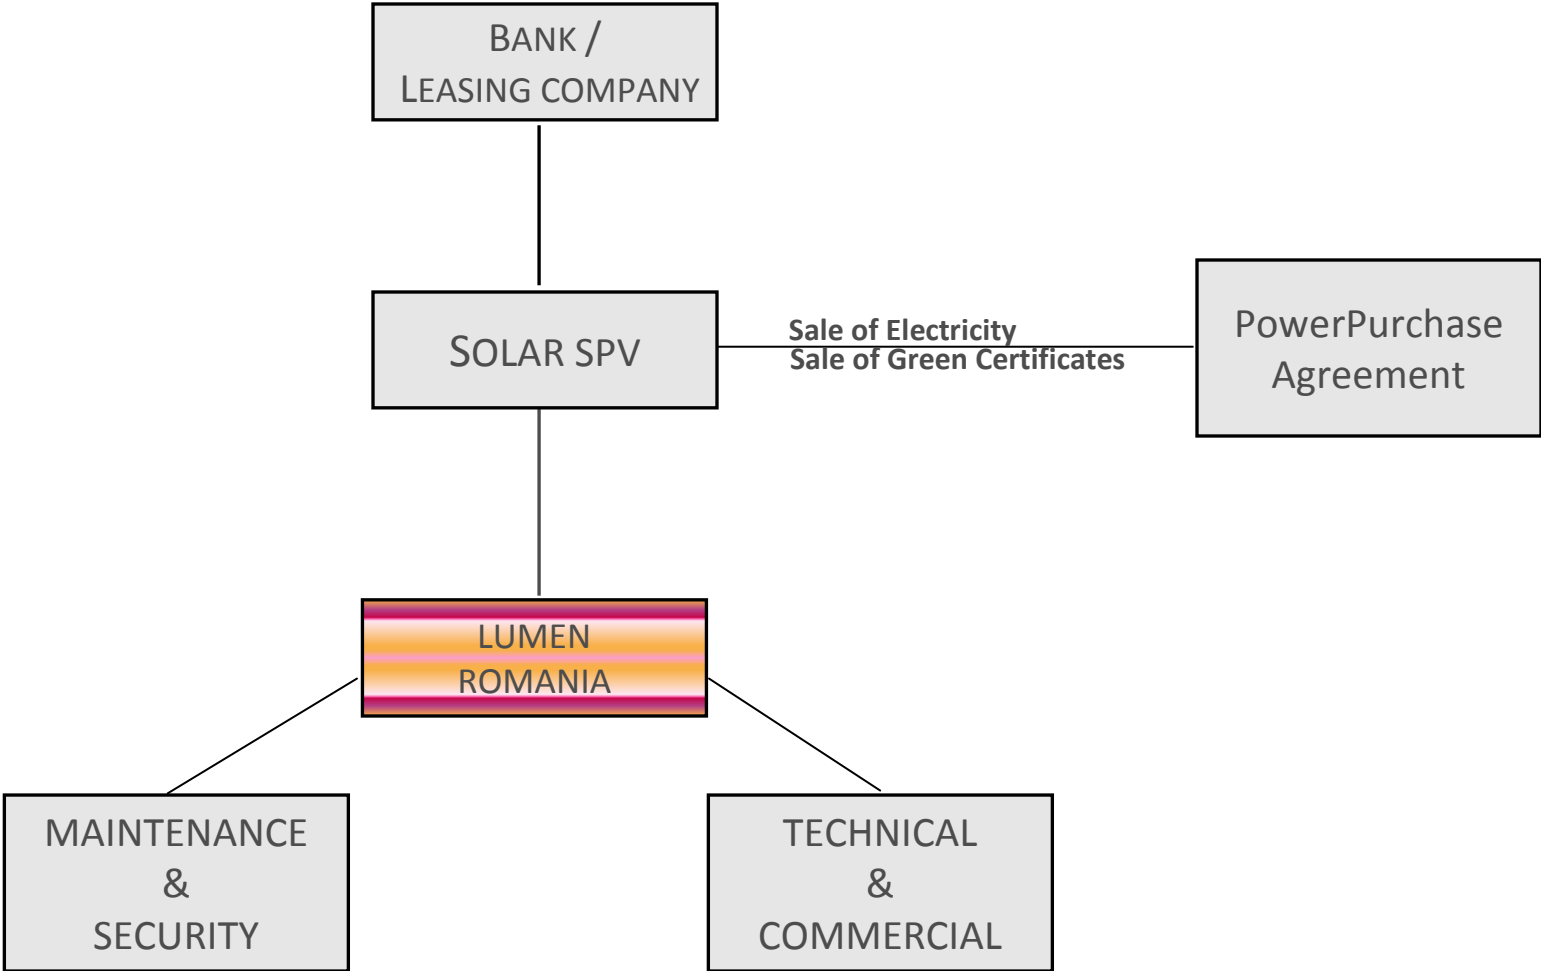 BANK /
LEASING COMPANY
SOLAR SPV
Sale of Electricity
Sale of Green Certificates
PowerPurchase
Agreement
LUMEN
ROMANIA
MAINTENANCE
&
SECURITY
TECHNICAL
&
COMMERCIAL